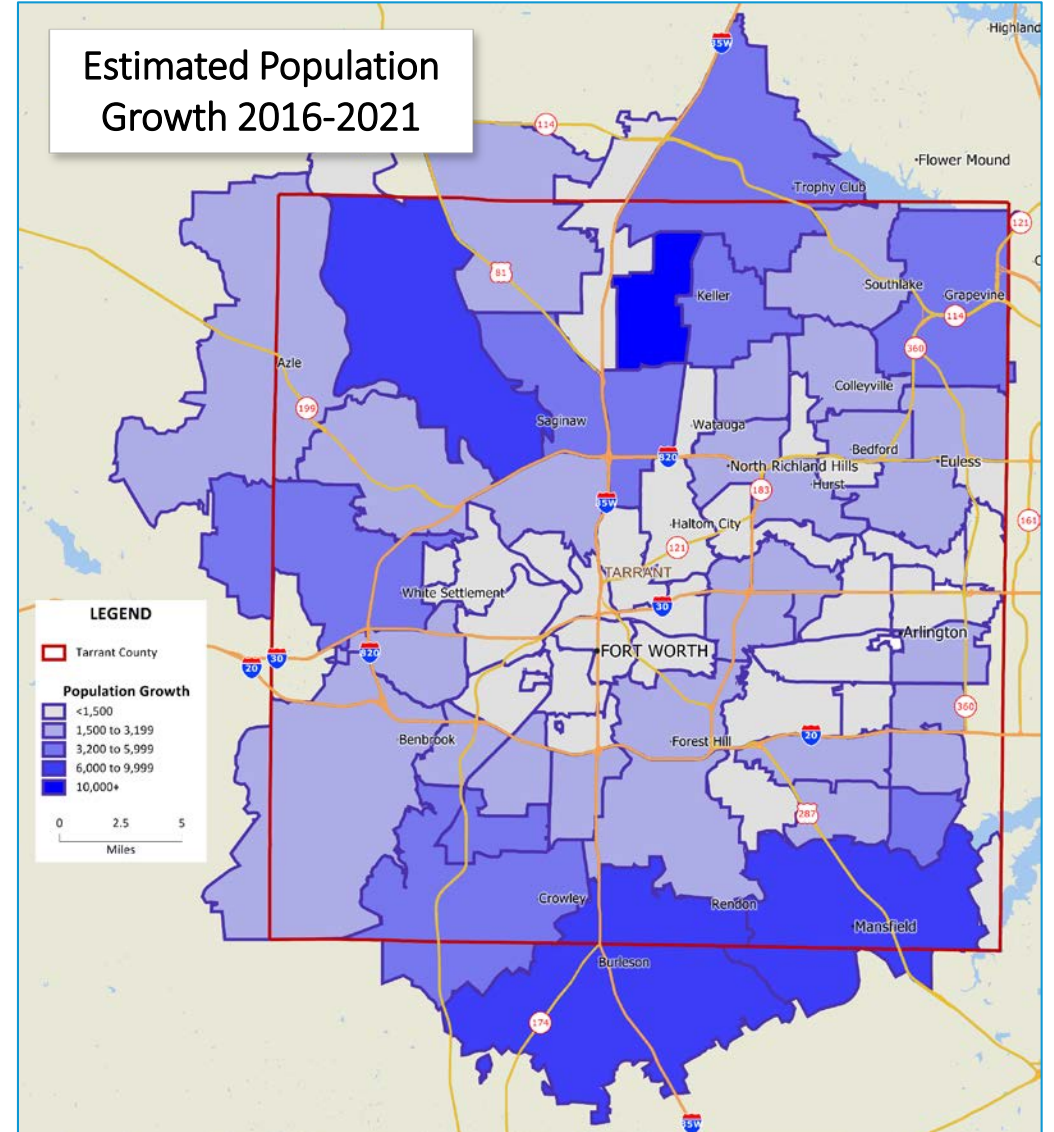 Estimated Population
Growth 2016-2021
35W
Highland
114
Flower Mound
Trophy Club
121
81
Keller
Southlake
Grapevine
114
360
Azle
Colleyville
199
Saginaw
Watauga
Bedford
820
North Richland Hills
Euless
183
Hurst
35W
161
Haltom City
121
TARRANT
White Settlement
30
LEGEND
Tarrant County
Population Growth
<1,500
1,500 to 3,199
3,200 to 5,999
6,000 to 9,999
10,000+
0 2.5 5
Miles
Arlington
FORT WORTH
20
30
820
360
Benbrook
Forest Hill
20
287
Crowley
Rendon
Mansfield
Burleson
174
35W